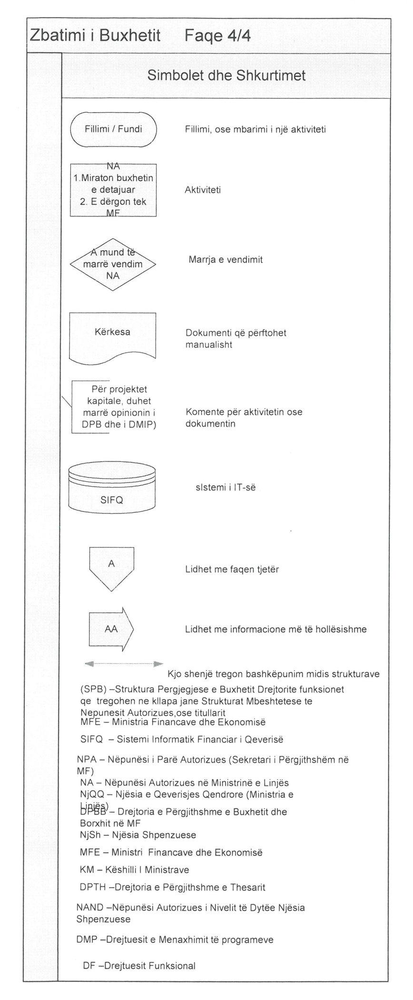 Zbatimi i Buxhetit Faqe 4/4
Simbolet dhe Shkurtimet
Fillimi / Fundi
Fillimi, ose mbarimi i një aktiviteti
NA
1.Miraton buxhetin
e detajuar
2. E dërgon tek
MF
Aktiviteti
A mund të
marrë vendim
NA
Marrja e vendimit
Kërkesa
Dokumenti që përftohet
manualisht
Për projektet
kapitale, duhet
marrë opinionin i
DPB dhe i DMIP)
Komente për aktivitetin ose
dokumentin
SIFQ
sIstemi i IT-së
A
Lidhet me faqen tjetër
AA
Lidhet me informacione më të hollësishme
Kjo shenjë tregon bashkëpunim midis strukturave
(SPB) –Struktura Pergjegjese e Buxhetit Drejtorite funksionet
qe tregohen ne kllapa jane Strukturat Mbeshtetese te
Nepunesit Autorizues,ose titullarit
MFE – Ministria Financave dhe Ekonomisë
SIFQ – Sistemi Informatik Financiar i Qeverisë
NPA – Nëpunësi i Parë Autorizues (Sekretari i Përgjithshëm në
MF)
NA – Nëpunësi Autorizues në Ministrinë e Linjës
NjQQ – Njësia e Qeverisjes Qendrore (Ministria e
Linjës)
DPBB – Drejtoria e Përgjithshme e Buxhetit dhe
Borxhit në MF
NjSh – Njësia Shpenzuese
MFE – Ministri Financave dhe Ekonomisë
KM – Këshilli I Ministrave
DPTH –Drejtoria e Përgjithshme e Thesarit
NAND –Nëpunësi Autorizues i Nivelit të Dytëe Njësia
Shpenzuese
DMP –Drejtuesit e Menaxhimit të programeve
DF –Drejtuesit Funksional